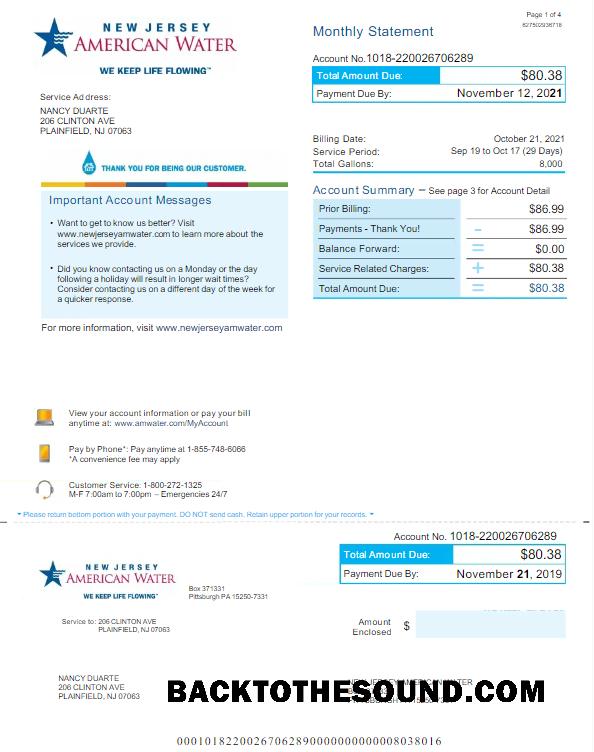 NEW JERSEY
AMERICAN WATER
WE KEEP LIFE FLOWING™
Page 1 of 4
Monthly Statement
Account No.1018-220026706289
Total Amount Due: $80.38
Payment Due By: November 12, 2021
Service Address:
NANCY DUARTE
206 CLINTON AVE
PLAINFIELD, NJ 07063
Billing Date: October 21, 2021
Service Period: Sep 19 to Oct 17 (29 Days)
Total Gallons: 8,000
THANK YOU FOR BEING OUR CUSTOMER.
Important Account Messages
• Want to get to know us better? Visit
www.newjerseyamwater.com to learn more about the
services we provide.
• Did you know contacting us on a Monday or the day
following a holiday will result in longer wait times?
Consider contacting us on a different day of the week for
a quicker response.
For more information, visit www.newjerseyamwater.com
Account Summary – See page 3 for Account Detail
Prior Billing: $86.99
Payments - Thank You! - $86.99
Balance Forward: = $0.00
Service Related Charges: + $80.38
Total Amount Due: = $80.38
View your account information or pay your bill
anytime at: www.amwater.com/MyAccount
Pay by Phone*: Pay anytime at 1-855-748-6066
*A convenience fee may apply
Customer Service: 1-800-272-1325
M-F 7:00am to 7:00pm – Emergencies 24/7
Please return bottom portion with your payment. DO NOT send cash. Retain upper portion for your records.
Account No. 1018-220026706289
Total Amount Due: $80.38
Payment Due By: November 21, 2019
NEW JERSEY
AMERICAN WATER
WE KEEP LIFE FLOWING™
Box 371331
Pittsburgh PA 15250-7331
Service to: 206 CLINTON AVE
PLAINFIELD, NJ 07063
Amount
Enclosed $
NANCY DUARTE
206 CLINTON AVE
PLAINFIELD, NJ 07063
NEW JERSEY AMERICAN WATER
BACKTOTHESOUND.COM